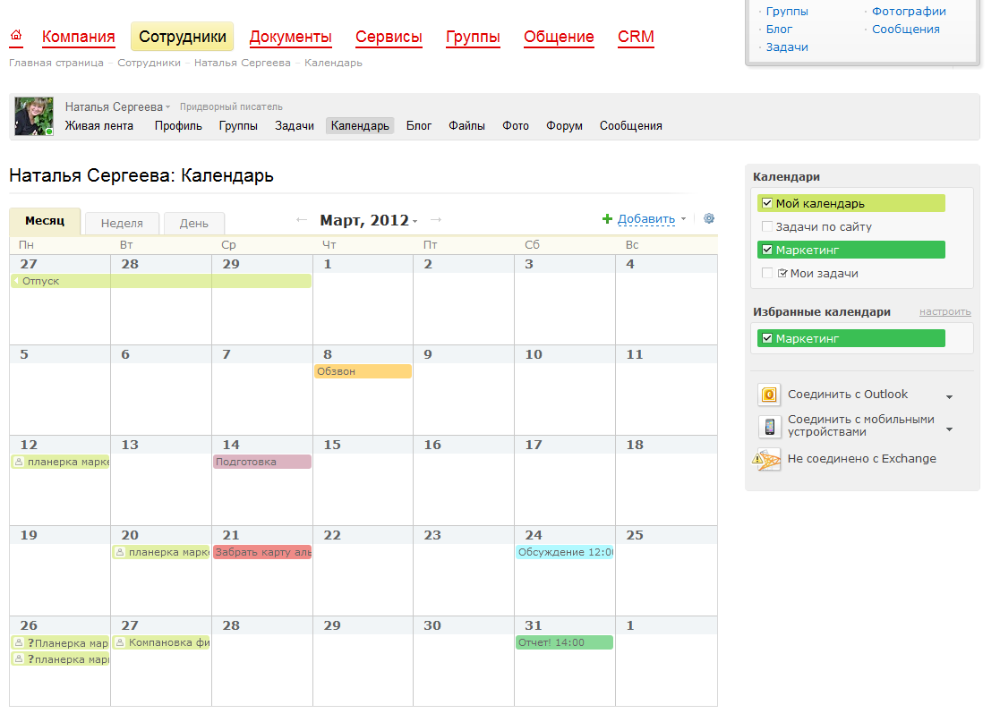 Компания Сотрудники Документы Сервисы Группы Общение CRM
Главная страница – Сотрудники – Наталья Сергеева – Календарь
Группы Фотографии
Блог Сообщения
Задачи
Наталья Сергеева Придворный писатель
Живая лента Профиль Группы Задачи Календарь Блог Файлы Фото Форум Сообщения
Наталья Сергеева: Календарь
Месяц Неделя День ← Март, 2012 → Добавить
Пн Вт Ср Чт Пт Сб Вс
27 28 29 1 2 3 4
Отпуск
5 6 7 8 9 10 11
Обзвон
12 13 14 15 16 17 18
планерка марке Подготовка
19 20 21 22 23 24 25
планерка марке Забрать карту аль Обсуждение 12:00
26 27 28 29 30 31 1
?Планерка мар Компановка фи Отчет! 14:00
?планерка марк
Календари
Мой календарь
Задачи по сайту
Маркетинг
Мои задачи
Избранные календари настроить
Маркетинг
Соединить с Outlook
Соединить с мобильными
устройствами
Не соединено с Exchange